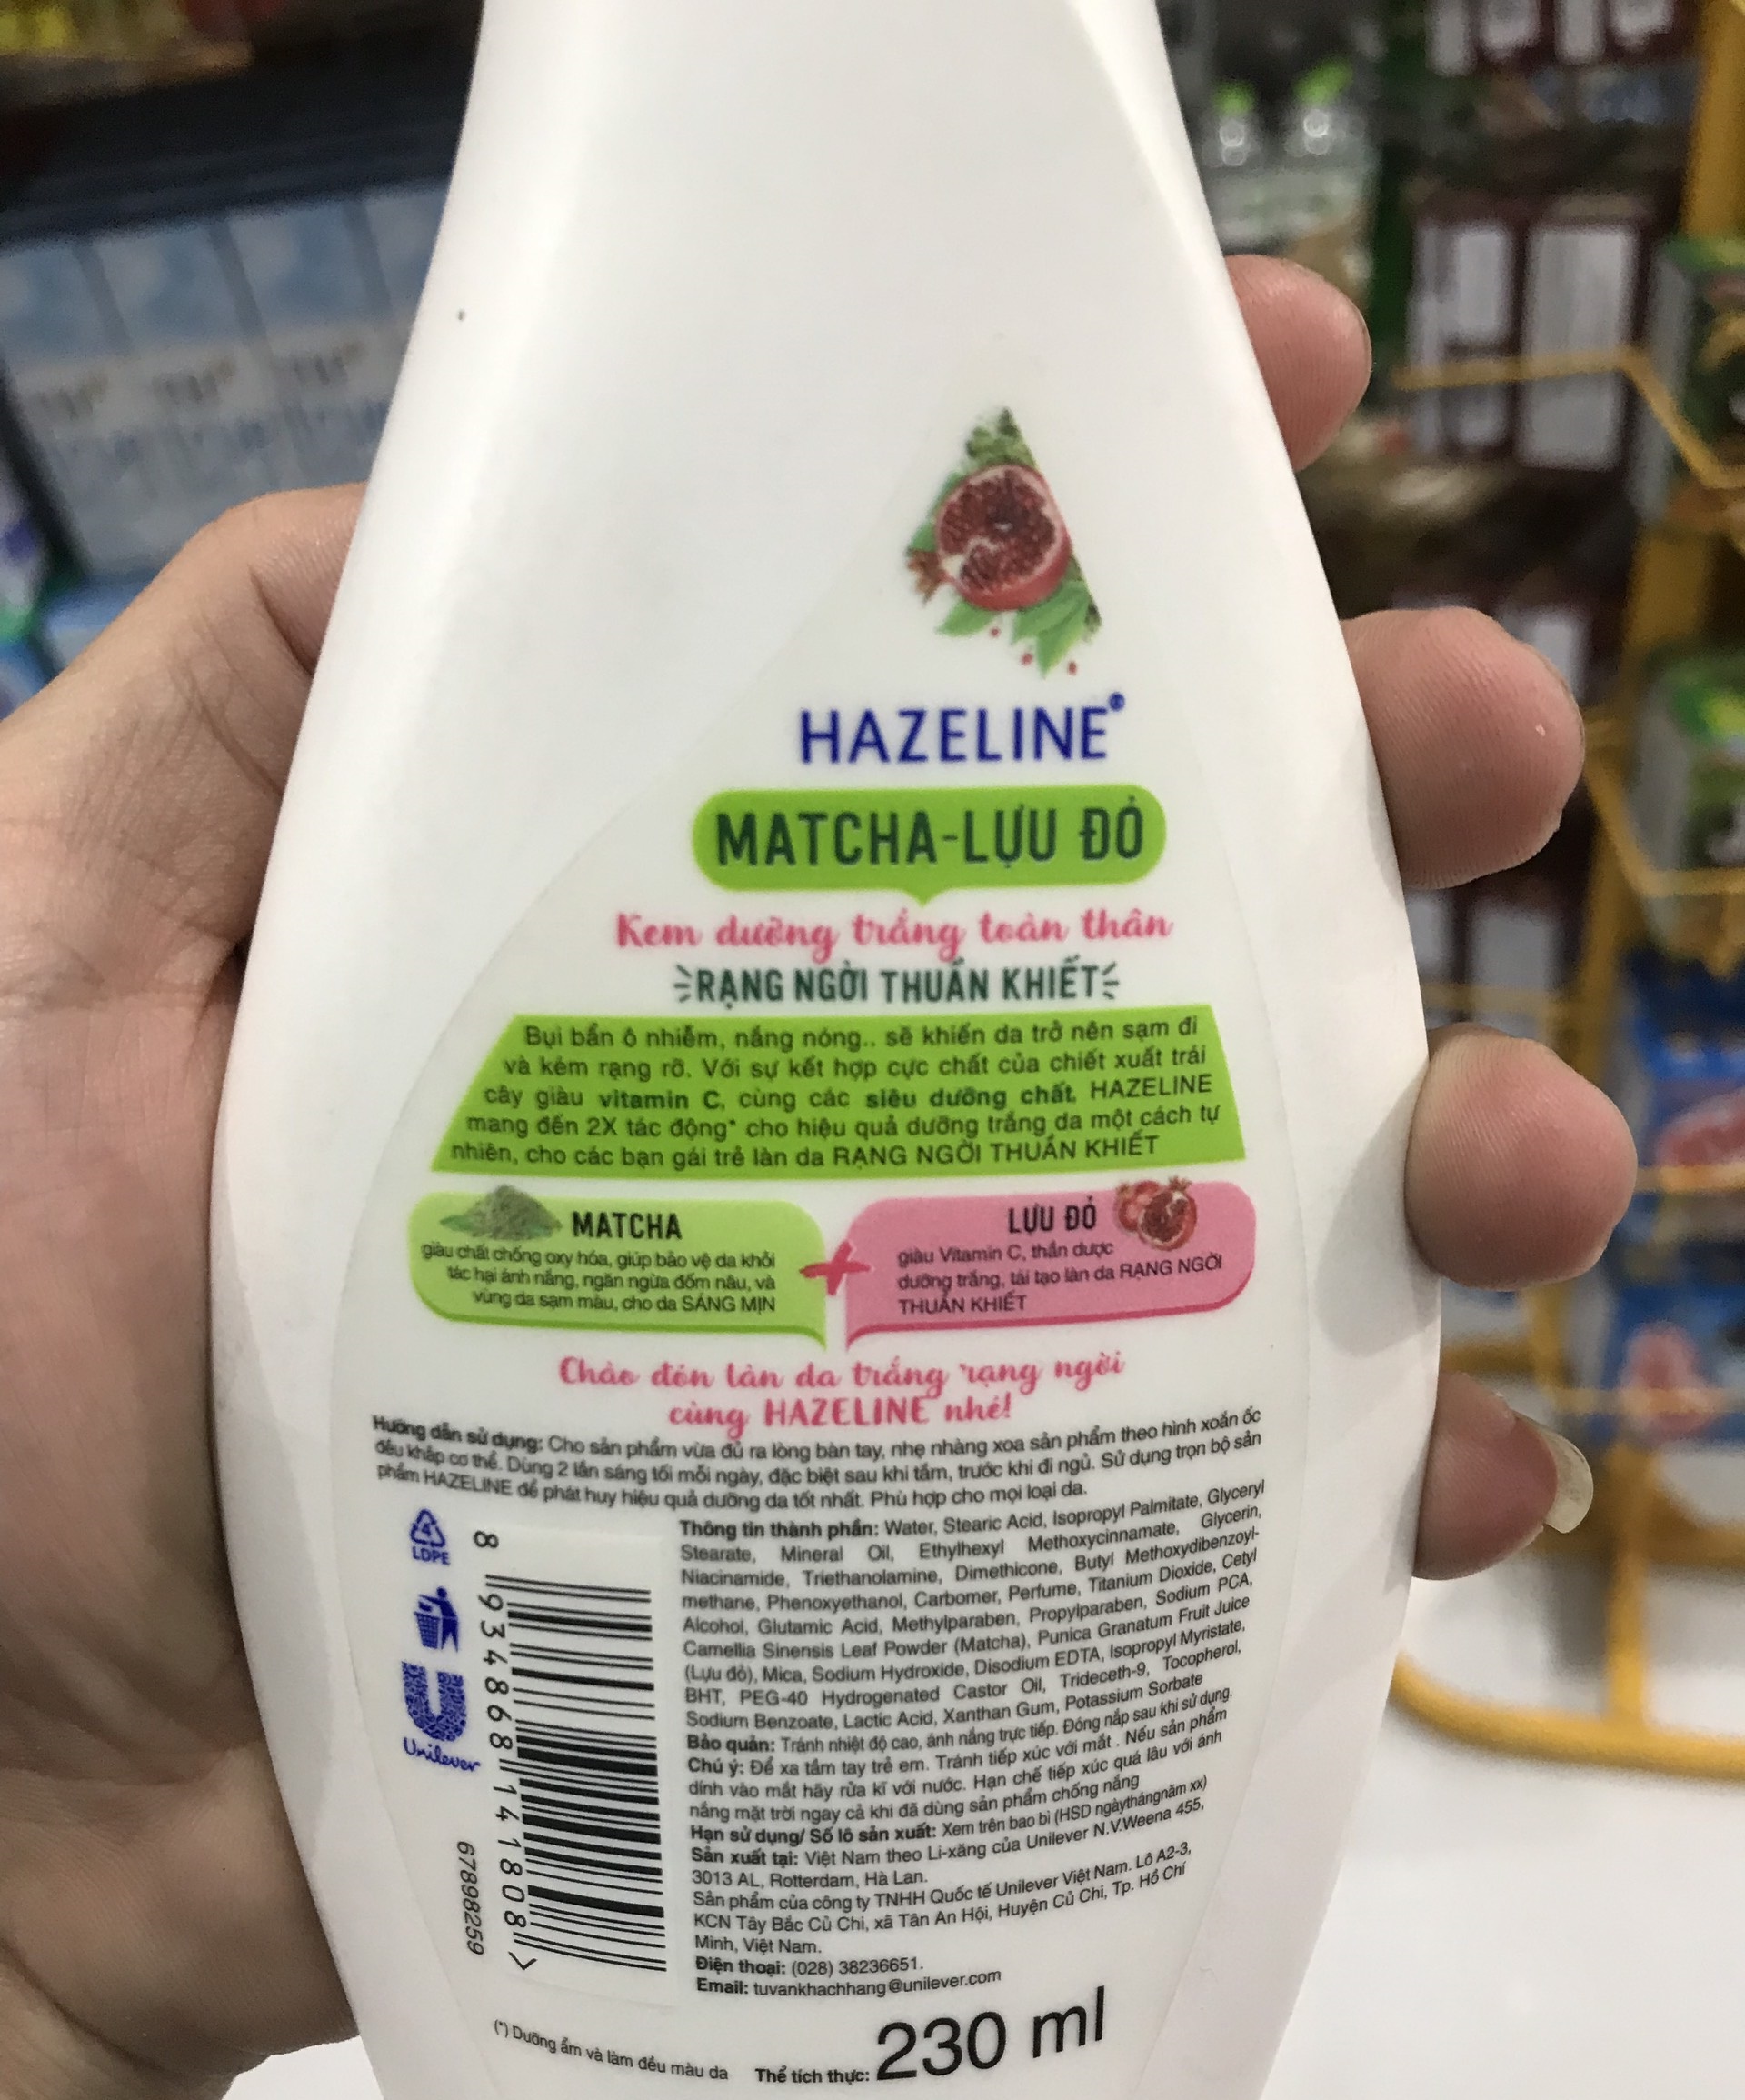 HAZELINE®
MATCHA-LỰU ĐỎ
Kem dưỡng trắng toàn thân
RẠNG NGỜI THUẦN KHIẾT
Bụi bẩn ô nhiễm, nắng nóng.. sẽ khiến da trở nên sạm đi
và kém rạng rỡ. Với sự kết hợp cực chất của chiết xuất trái
cây giàu vitamin C, cùng các siêu dưỡng chất, HAZELINE
mang đến 2X tác động* cho hiệu quả dưỡng trắng da một cách tự
nhiên, cho các bạn gái trẻ làn da RẠNG NGỜI THUẦN KHIẾT
MATCHA
giàu chất chống oxy hóa, giúp bảo vệ da khỏi
tác hại ánh nắng, ngăn ngừa đốm nâu, và
vùng da sạm màu, cho da SÁNG MỊN
LỰU ĐỎ
giàu Vitamin C, thần dược
dưỡng trắng, tái tạo làn da RẠNG NGỜI
THUẦN KHIẾT
Chào đón làn da trắng rạng ngời
cùng HAZELINE nhé!
Hướng dẫn sử dụng: Cho sản phẩm vừa đủ ra lòng bàn tay, nhẹ nhàng xoa sản phẩm theo hình xoắn ốc
đều khắp cơ thể. Dùng 2 lần sáng tối mỗi ngày, đặc biệt sau khi tắm, trước khi đi ngủ. Sử dụng trọn bộ sản
phẩm HAZELINE để phát huy hiệu quả dưỡng da tốt nhất. Phù hợp cho mọi loại da.
Thông tin thành phần: Water, Stearic Acid, Isopropyl Palmitate, Glyceryl
Stearate, Mineral Oil, Ethylhexyl Methoxycinnamate, Glycerin,
Niacinamide, Triethanolamine, Dimethicone, Butyl Methoxydibenzoyl-
methane, Phenoxyethanol, Carbomer, Perfume, Titanium Dioxide, Cetyl
Alcohol, Glutamic Acid, Methylparaben, Propylparaben, Sodium PCA,
Camellia Sinensis Leaf Powder (Matcha), Punica Granatum Fruit Juice
(Lựu đỏ), Mica, Sodium Hydroxide, Disodium EDTA, Isopropyl Myristate,
BHT, PEG-40 Hydrogenated Castor Oil, Trideceth-9, Tocopherol,
Sodium Benzoate, Lactic Acid, Xanthan Gum, Potassium Sorbate
Bảo quản: Tránh nhiệt độ cao, ánh nắng trực tiếp. Đóng nắp sau khi sử dụng.
Chú ý: Để xa tầm tay trẻ em. Tránh tiếp xúc với mắt . Nếu sản phẩm
dính vào mắt hãy rửa kĩ với nước. Hạn chế tiếp xúc quá lâu với ánh
nắng mặt trời ngay cả khi đã dùng sản phẩm chống nắng
Hạn sử dụng/ Số lô sản xuất: Xem trên bao bì (HSD ngàythángnăm xx)
Sản xuất tại: Việt Nam theo Li-xăng của Unilever N.V.Weena 455,
3013 AL, Rotterdam, Hà Lan.
Sản phẩm của công ty TNHH Quốc tế Unilever Việt Nam. Lô A2-3,
KCN Tây Bắc Củ Chi, xã Tân An Hội, Huyện Củ Chi, Tp. Hồ Chí
Minh, Việt Nam.
Điện thoại: (028) 38236651.
Email: tuvankhachhang@unilever.com
4
LDPE
Unilever
8 934868 141808 >
67898259
(*) Dưỡng ẩm và làm đều màu da
Thể tích thực: 230 ml